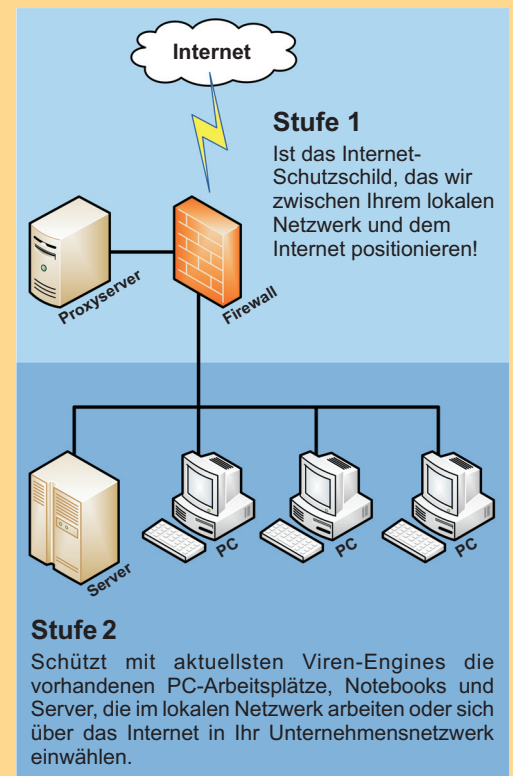 Internet
Stufe 1
Ist das Internet-
Schutzschild, das wir
zwischen Ihrem lokalen
Netzwerk und dem
Internet positionieren!
Proxyserver
Firewall
Server
PC
PC
PC
Stufe 2
Schützt mit aktuellsten Viren-Engines die
vorhandenen PC-Arbeitsplätze, Notebooks und
Server, die im lokalen Netzwerk arbeiten oder sich
über das Internet in Ihr Unternehmensnetzwerk
einwählen.